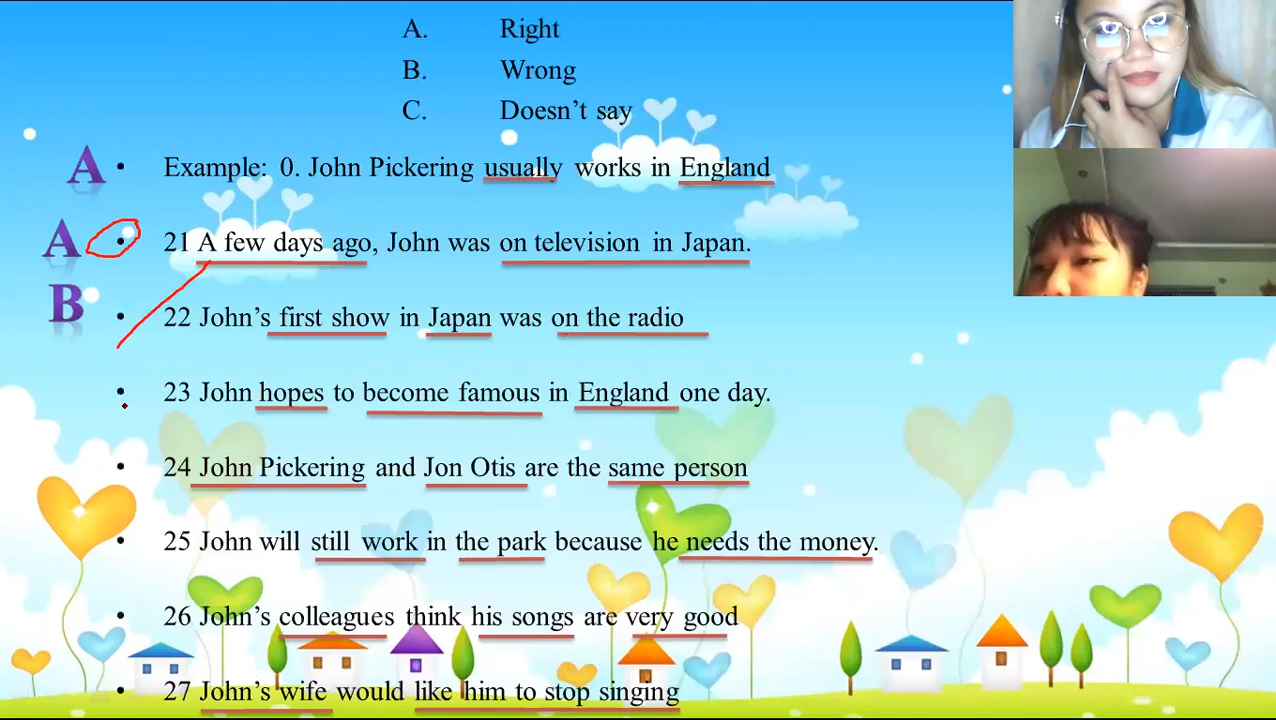 A. Right
B. Wrong
C. Doesn't say
A • Example: 0. John Pickering usually works in England
A • 21 A few days ago, John was on television in Japan.
B • 22 John's first show in Japan was on the radio
• 23 John hopes to become famous in England one day.
• 24 John Pickering and Jon Otis are the same person
• 25 John will still work in the park because he needs the money.
• 26 John's colleagues think his songs are very good
• 27 John's wife would like him to stop singing